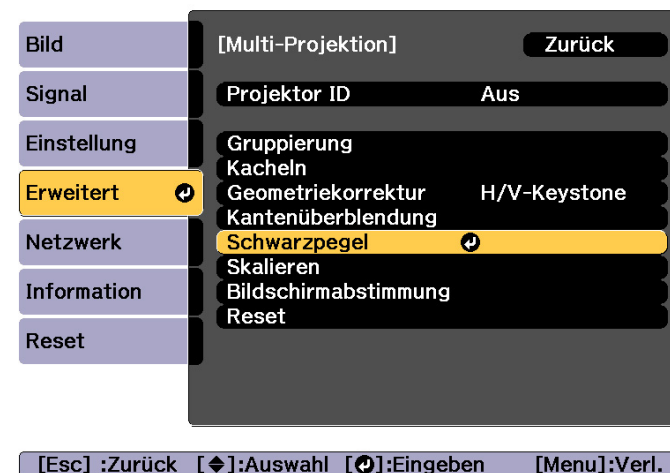 Bild
Signal
Einstellung
Erweitert
Netzwerk
Information
Reset
[Multi-Projektion] Zurück
Projektor ID Aus
Gruppierung
Kacheln
Geometriekorrektur H/V-Keystone
Kantenüberblendung
Schwarzpegel
Skalieren
Bildschirmabstimmung
Reset
[Esc] :Zurück [◆]:Auswahl [⏎]:Eingeben [Menu]:Verl.